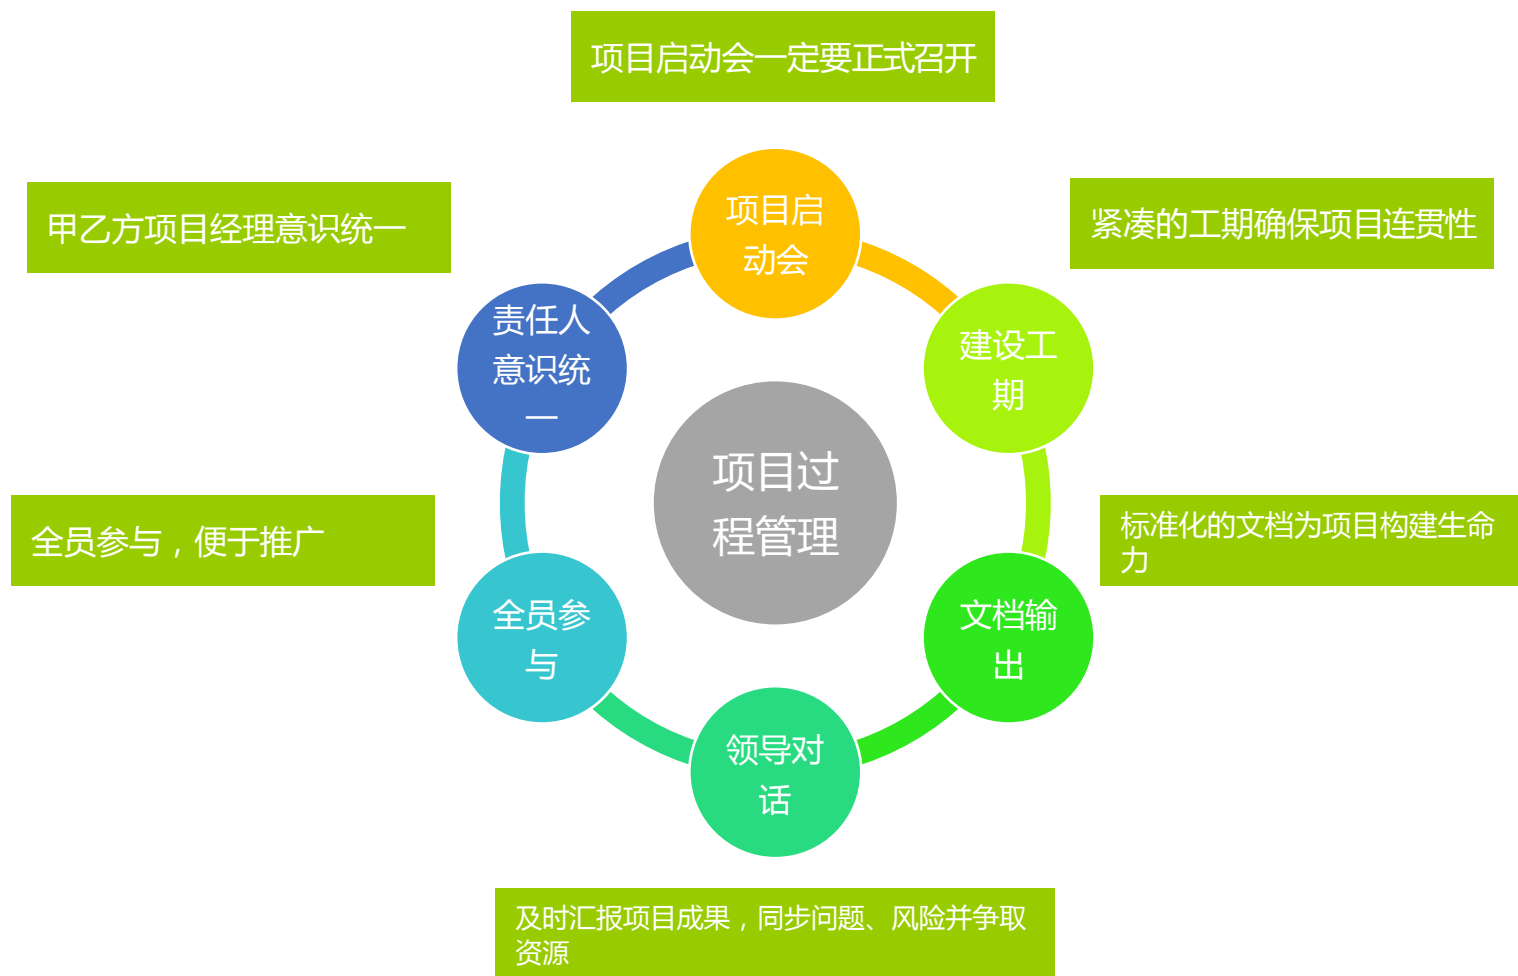 项目启动会一定要正式召开
甲乙方项目经理意识统一
紧凑的工期确保项目连贯性
项目启
动会
责任人
意识统
一
建设工
期
项目过
程管理
全员参与，便于推广
标准化的文档为项目构建生命
力
全员参
与
文档输
出
领导对
话
及时汇报项目成果，同步问题、风险并争取
资源